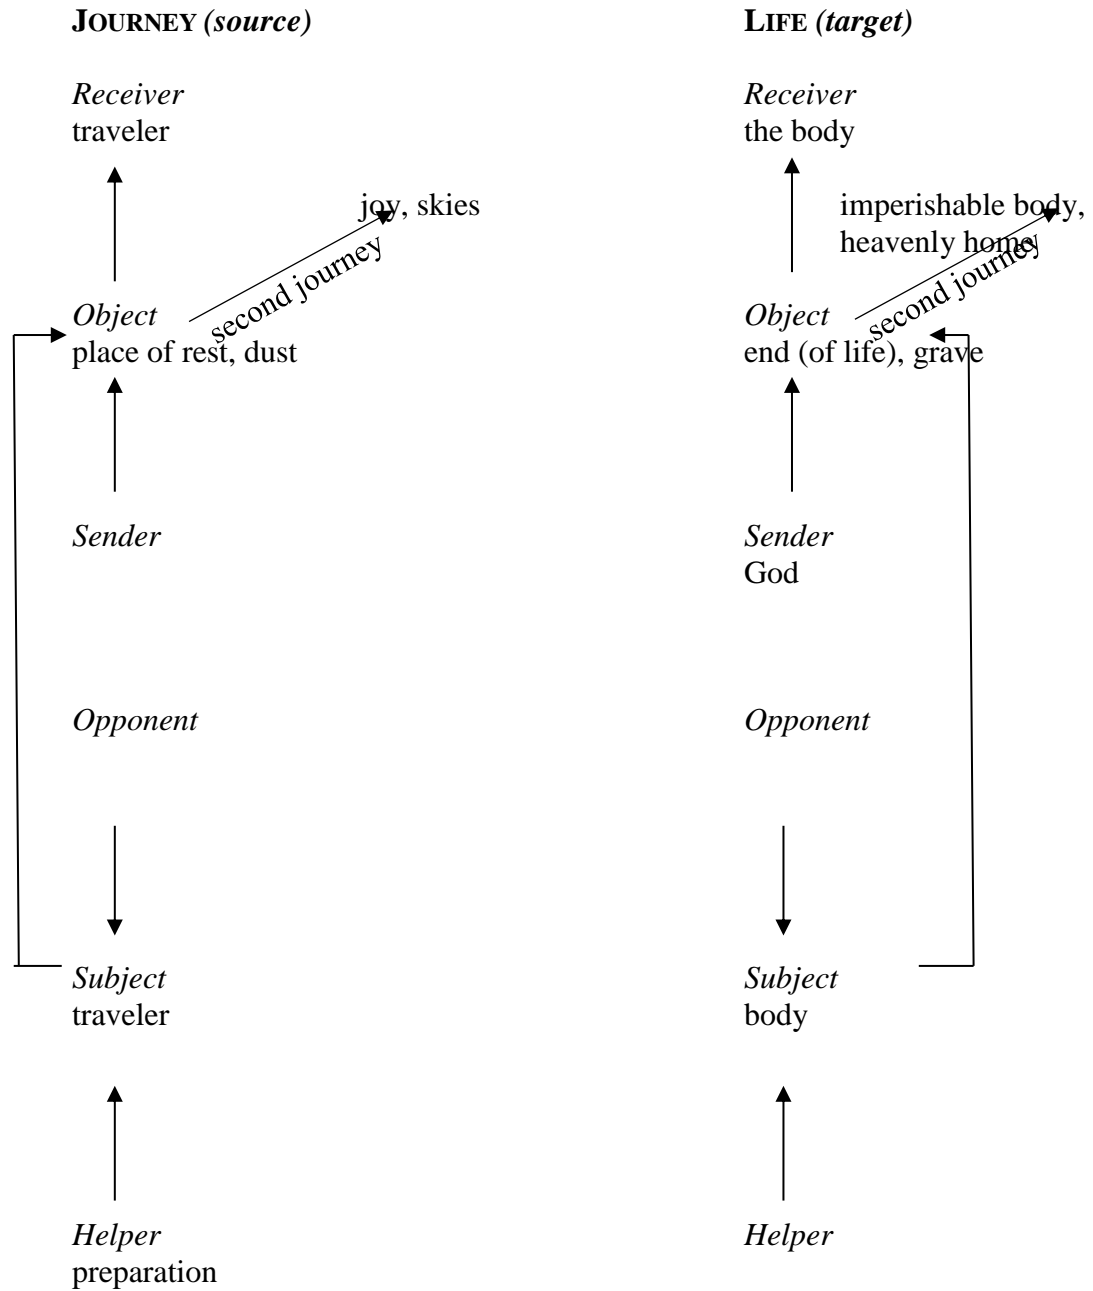 JOURNEY (source)
Receiver
traveler
joy, skies
second journey
Object
place of rest, dust
Sender
Opponent
Subject
traveler
Helper
preparation
LIFE (target)
Receiver
the body
imperishable body,
heavenly home
second journey
Object
end (of life), grave
Sender
God
Opponent
Subject
body
Helper